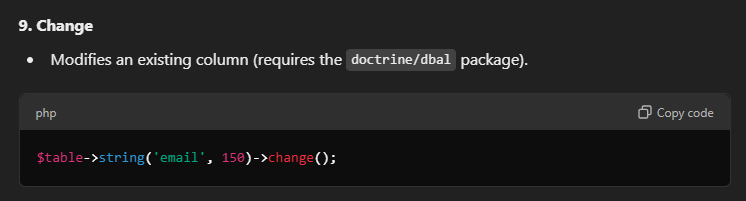 9. Change
• Modifies an existing column (requires the doctrine/dbal package).
php Copy code
$table->string('email', 150)->change();